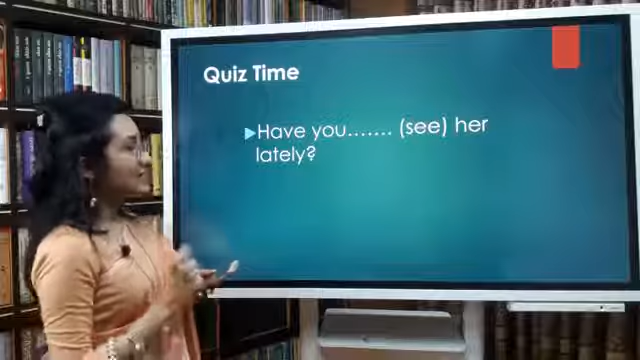 Quiz Time
Have you....... (see) her
lately?